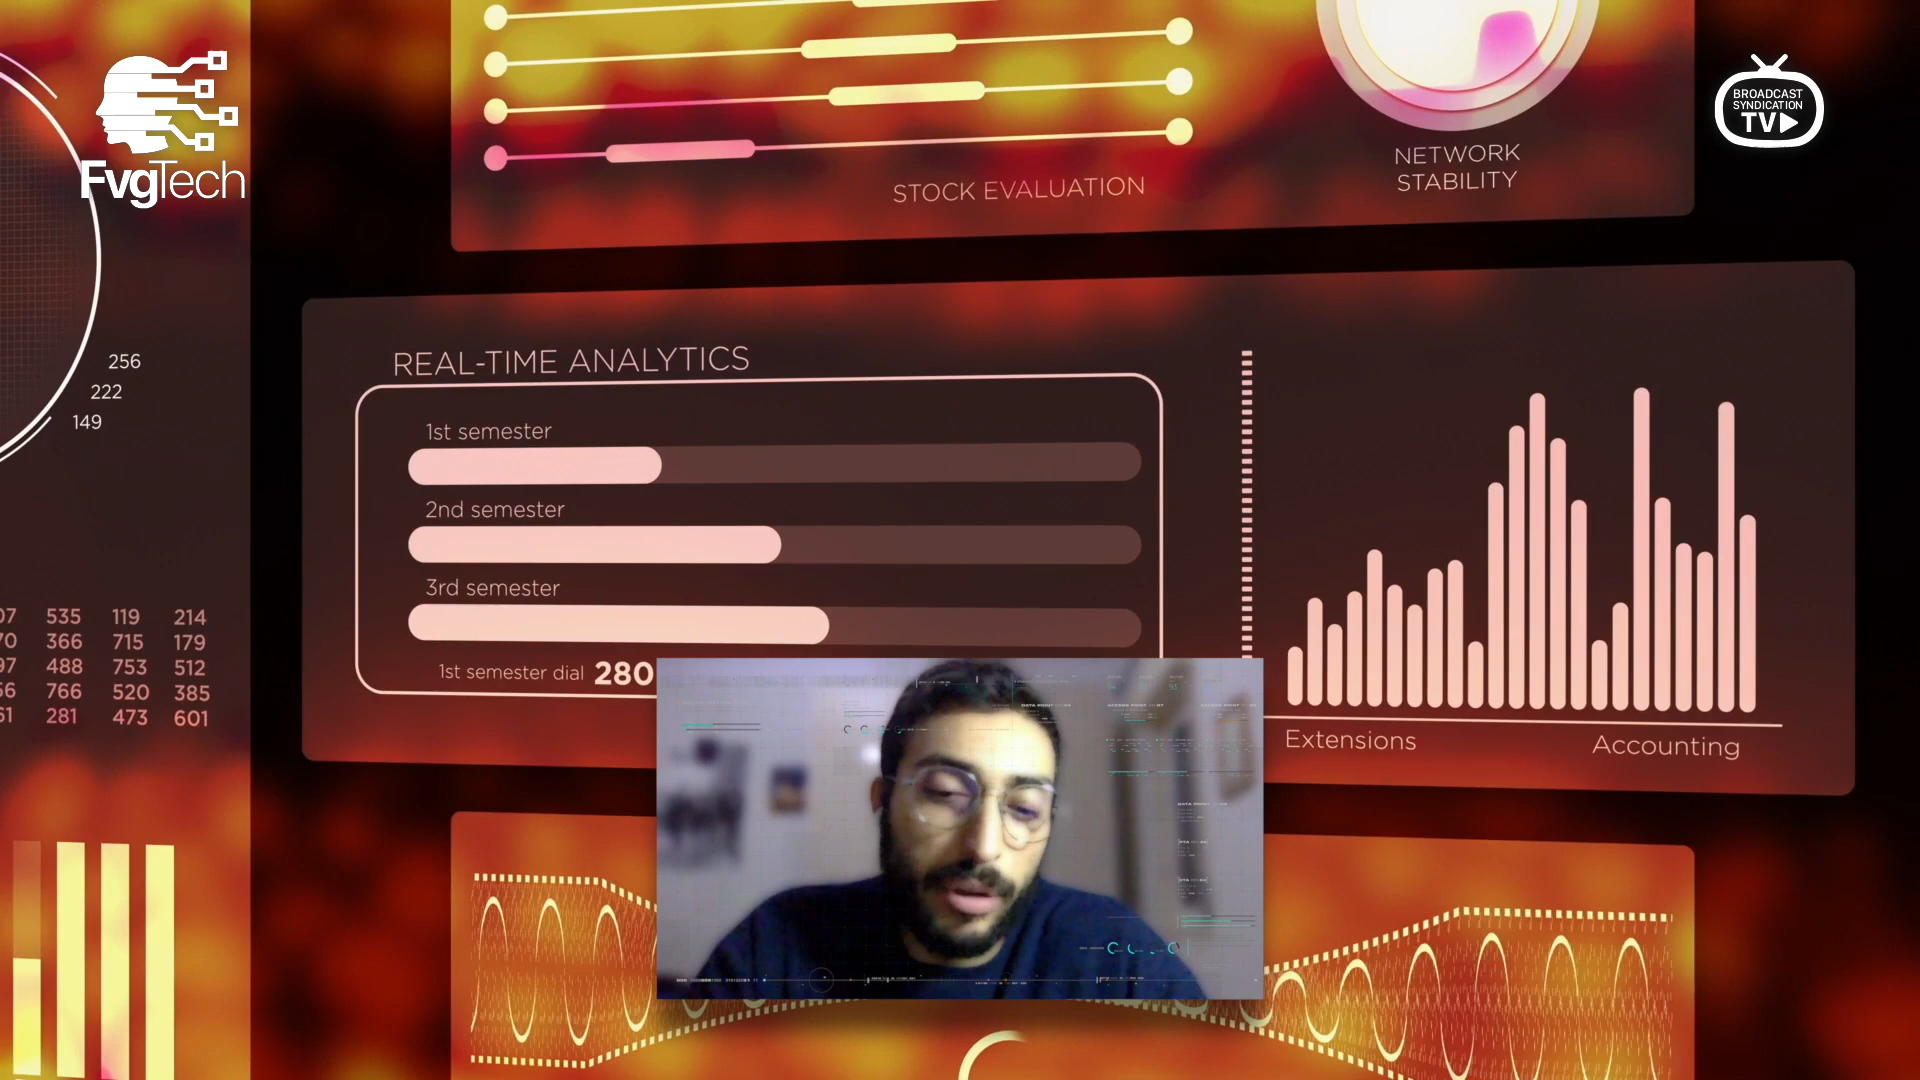 FvgTech
BROADCAST
SYNDICATION
TV
STOCK EVALUATION
NETWORK
STABILITY
256
222
149
REAL-TIME ANALYTICS
1st semester
2nd semester
3rd semester
1st semester dial 280
535 119 214
366 715 179
488 753 512
766 520 385
281 473 601
Extensions
Accounting